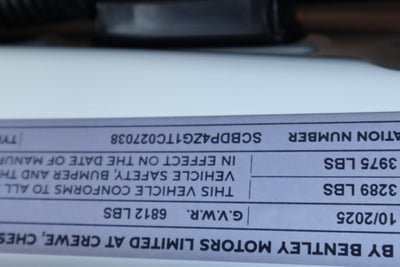 BY BENTLEY MOTORS LIMITED AT CREWE, CHES
10/2025 G.V.W.R. 6812 LBS
3289 LBS THIS VEHICLE CONFORMS TO ALL
3975 LBS VEHICLE SAFETY, BUMPER AND TH
IN EFFECT ON THE DATE OF MANUF
ATION NUMBER SCBDP4ZG1TC027038 TYP